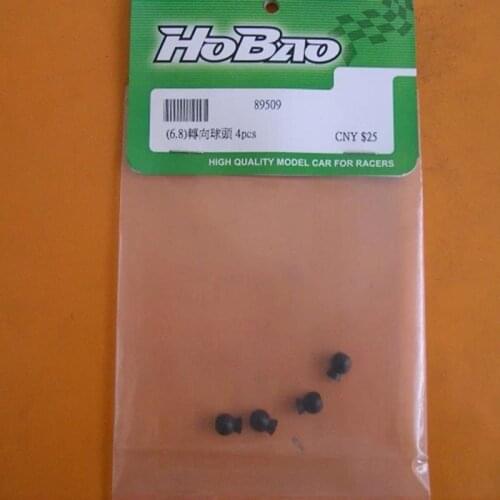 HOBAO
89509
(6.8)轉向球頭 4pcs
CNY $25
HIGH QUALITY MODEL CAR FOR RACERS